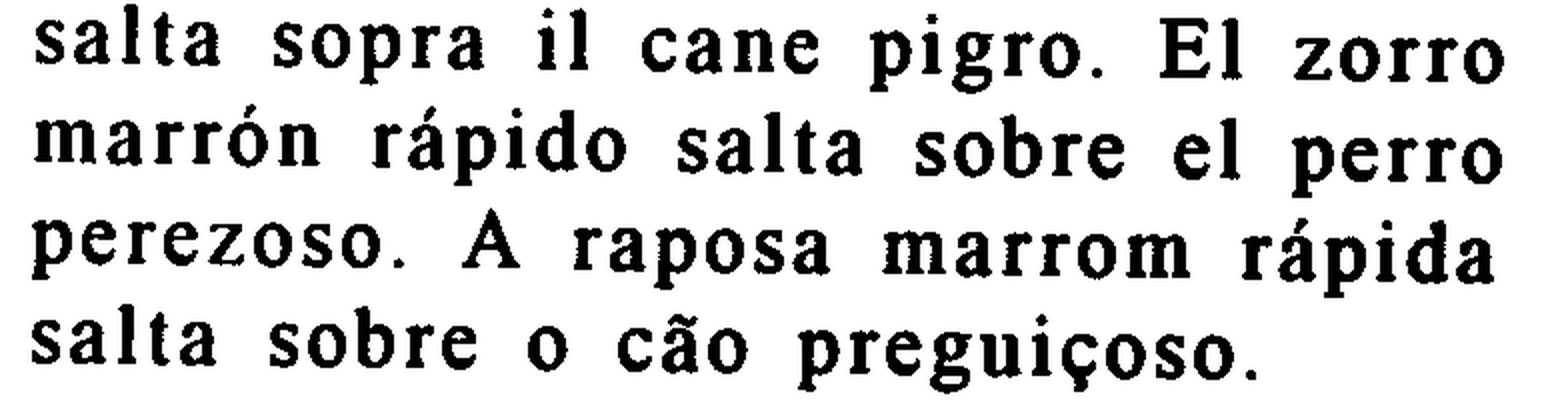 salta sopra il cane pigro. El zorro
marrón rápido salta sobre el perro
perezoso. A raposa marrom rápida
salta sobre o cão preguiçoso.